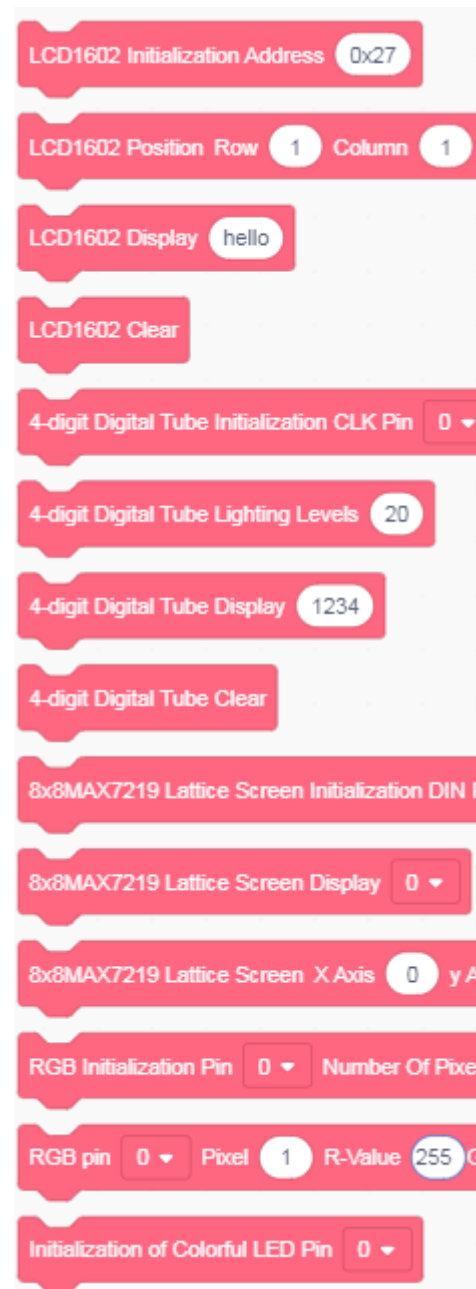 LCD1602 Initialization Address 0x27
LCD1602 Position Row 1 Column 1
LCD1602 Display hello
LCD1602 Clear
4-digit Digital Tube Initialization CLK Pin 0
4-digit Digital Tube Lighting Levels 20
4-digit Digital Tube Display 1234
4-digit Digital Tube Clear
8x8MAX7219 Lattice Screen Initialization DIN
8x8MAX7219 Lattice Screen Display 0
8x8MAX7219 Lattice Screen X Axis 0 y
RGB Initialization Pin 0 Number Of
RGB pin 0 Pixel 1 R-Value 255
Initialization of Colorful LED Pin 0